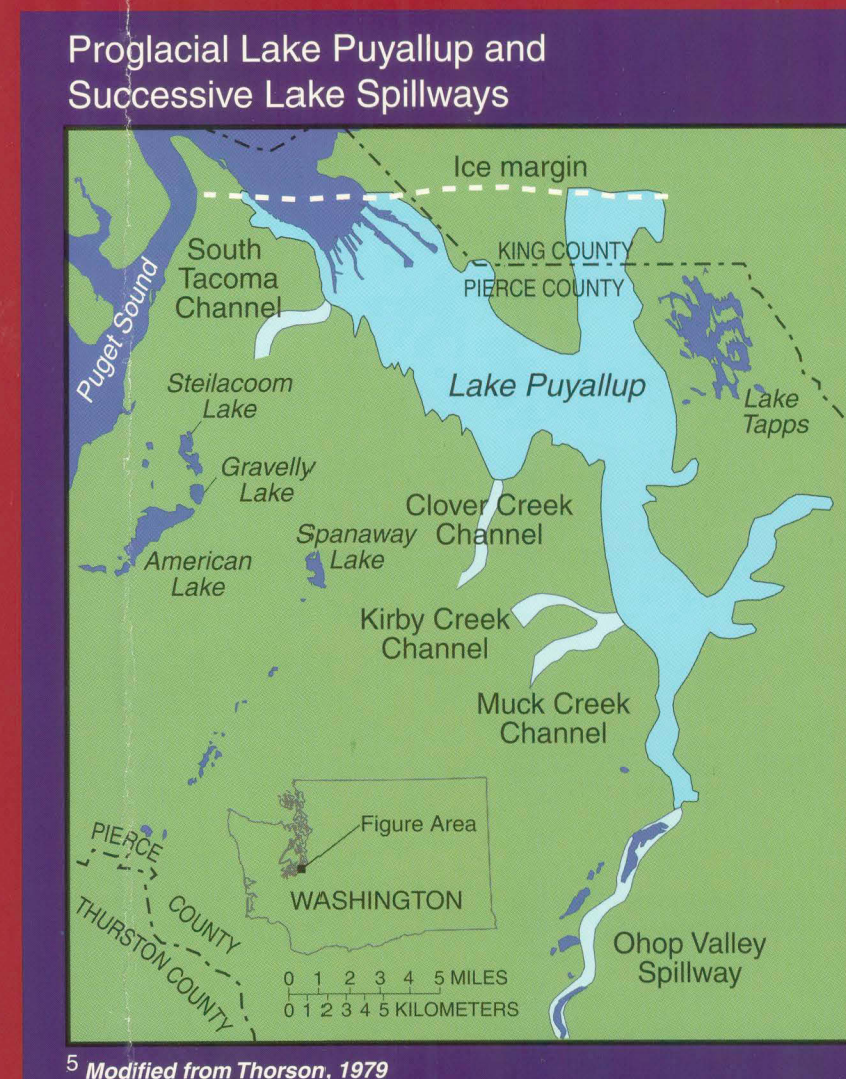 Proglacial Lake Puyallup and
Successive Lake Spillways
Ice margin
KING COUNTY
PIERCE COUNTY
South
Tacoma
Channel
Puget Sound
Steilacoom
Lake
Lake Puyallup
Lake
Tapps
Gravelly
Lake
Clover Creek
Channel
Spanaway
Lake
American
Lake
Kirby Creek
Channel
Muck Creek
Channel
Figure Area
WASHINGTON
PIERCE
COUNTY
THURSTON COUNTY
Ohop Valley
Spillway
0 1 2 3 4 5 MILES
0 1 2 3 4 5 KILOMETERS
5 Modified from Thorson, 1979